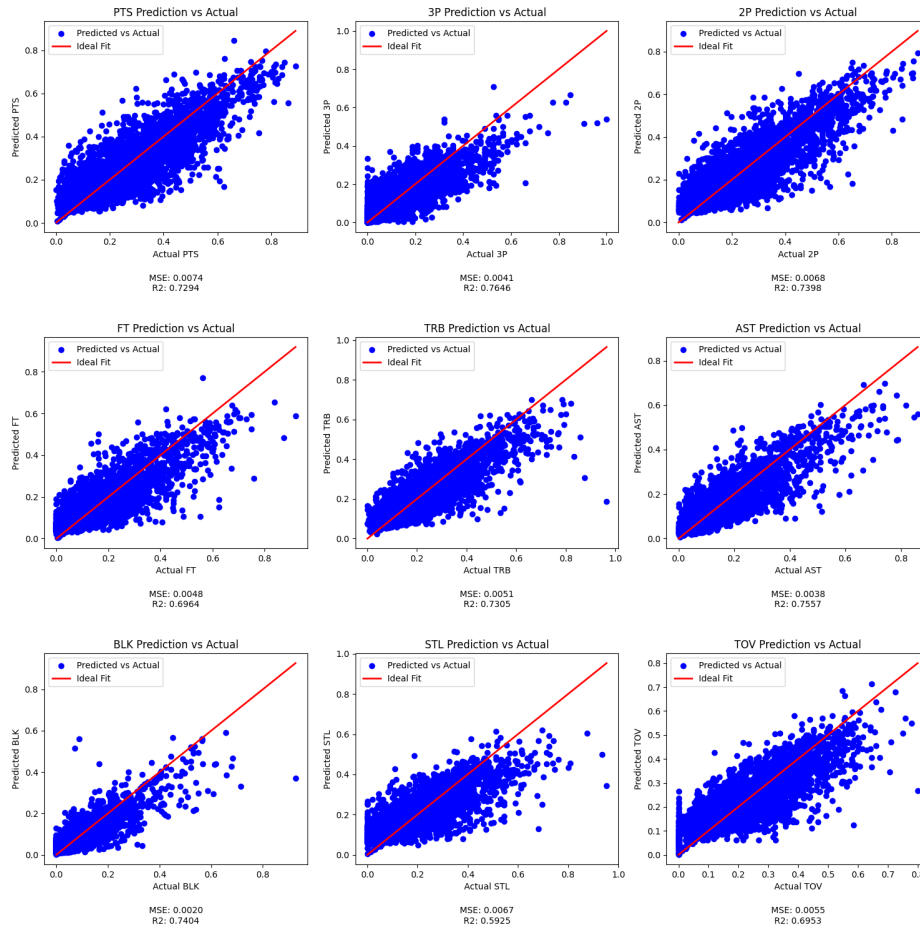 PTS Prediction vs Actual
Predicted vs Actual
Ideal Fit
Predicted PTS
0.8
0.6
0.4
0.2
0.0
0.0 0.2 0.4 0.6 0.8
Actual PTS
MSE: 0.0074
R2: 0.7294
3P Prediction vs Actual
Predicted vs Actual
Ideal Fit
Predicted 3P
1.0
0.8
0.6
0.4
0.2
0.0
0.0 0.2 0.4 0.6 0.8 1.0
Actual 3P
MSE: 0.0041
R2: 0.7646
2P Prediction vs Actual
Predicted vs Actual
Ideal Fit
Predicted 2P
0.8
0.6
0.4
0.2
0.0
0.0 0.2 0.4 0.6 0.8
Actual 2P
MSE: 0.0068
R2: 0.7398
FT Prediction vs Actual
Predicted vs Actual
Ideal Fit
Predicted FT
0.8
0.6
0.4
0.2
0.0
0.0 0.2 0.4 0.6 0.8
Actual FT
MSE: 0.0048
R2: 0.6964
TRB Prediction vs Actual
Predicted vs Actual
Ideal Fit
Predicted TRB
1.0
0.8
0.6
0.4
0.2
0.0
0.0 0.2 0.4 0.6 0.8 1.0
Actual TRB
MSE: 0.0051
R2: 0.7305
AST Prediction vs Actual
Predicted vs Actual
Ideal Fit
Predicted AST
0.8
0.6
0.4
0.2
0.0
0.0 0.2 0.4 0.6 0.8
Actual AST
MSE: 0.0038
R2: 0.7557
BLK Prediction vs Actual
Predicted vs Actual
Ideal Fit
Predicted BLK
0.8
0.6
0.4
0.2
0.0
0.0 0.2 0.4 0.6 0.8
Actual BLK
MSE: 0.0020
R2: 0.7404
STL Prediction vs Actual
Predicted vs Actual
Ideal Fit
Predicted STL
1.0
0.8
0.6
0.4
0.2
0.0
0.0 0.2 0.4 0.6 0.8 1.0
Actual STL
MSE: 0.0067
R2: 0.5925
TOV Prediction vs Actual
Predicted vs Actual
Ideal Fit
Predicted TOV
0.8
0.7
0.6
0.5
0.4
0.3
0.2
0.1
0.0
0.0 0.1 0.2 0.3 0.4 0.5 0.6 0.7 0.8
Actual TOV
MSE: 0.0055
R2: 0.6953